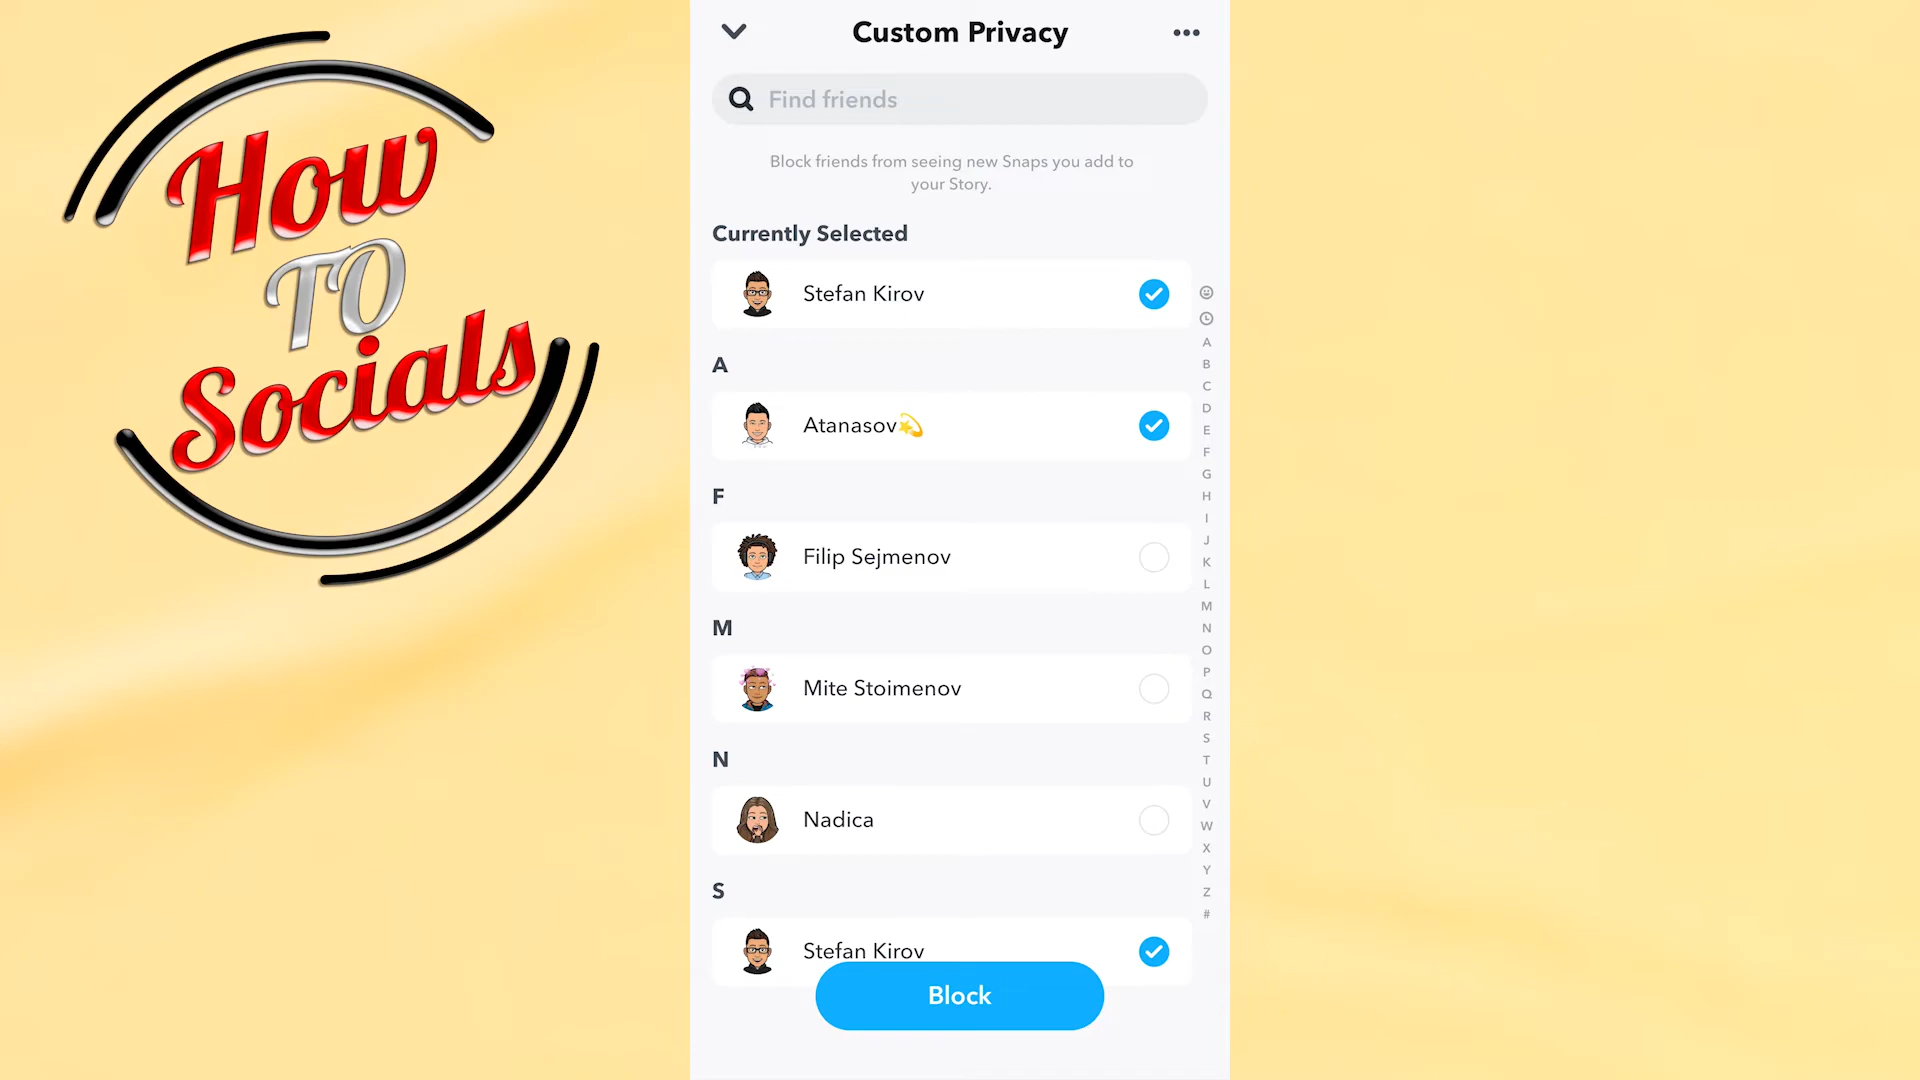 How
TO
Socials
Custom Privacy
Find friends
Block friends from seeing new Snaps you add to
your Story.
Currently Selected
Stefan Kirov
A
Atanasov💫
F
Filip Sejmenov
M
Mite Stoimenov
N
Nadica
S
Stefan Kirov
Block
A
B
C
D
E
F
G
H
I
J
K
L
M
N
O
P
Q
R
S
T
U
V
W
X
Y
Z
#